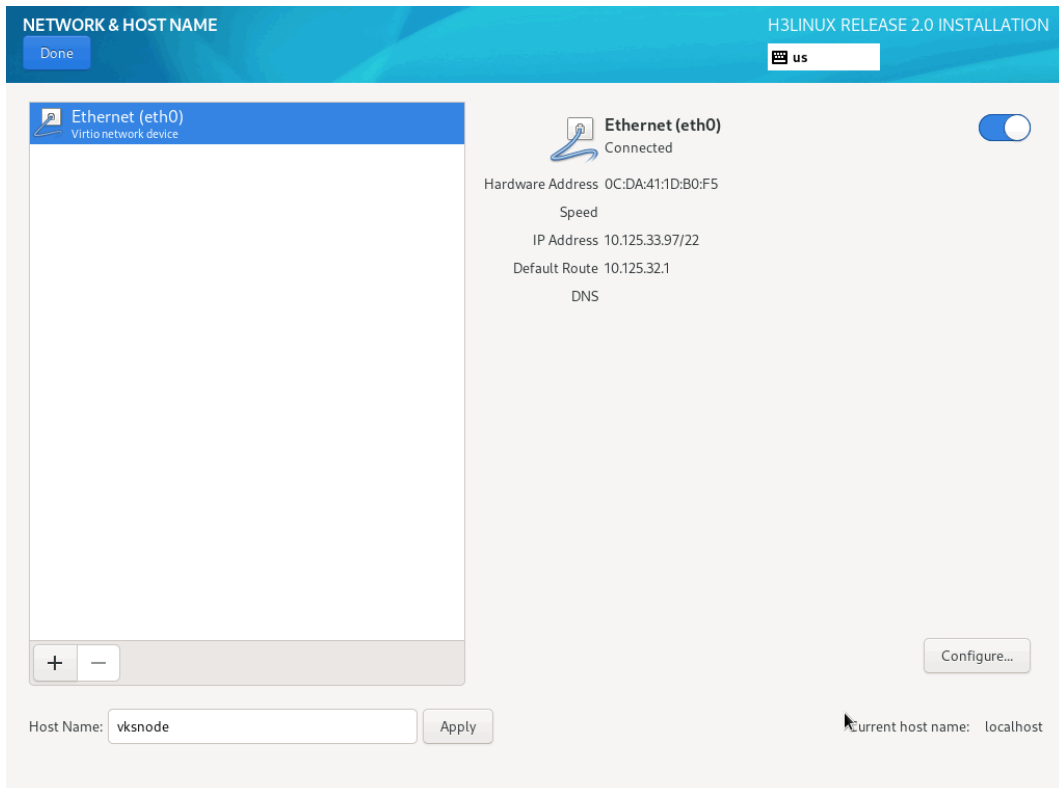 NETWORK & HOST NAME
H3LINUX RELEASE 2.0 INSTALLATION
Done
us
Ethernet (eth0)
Virtio network device
Ethernet (eth0)
Connected
Hardware Address 0C:DA:41:1D:B0:F5
Speed
IP Address 10.125.33.97/22
Default Route 10.125.32.1
DNS
+ −
Configure...
Host Name: vksnode Apply Current host name: localhost